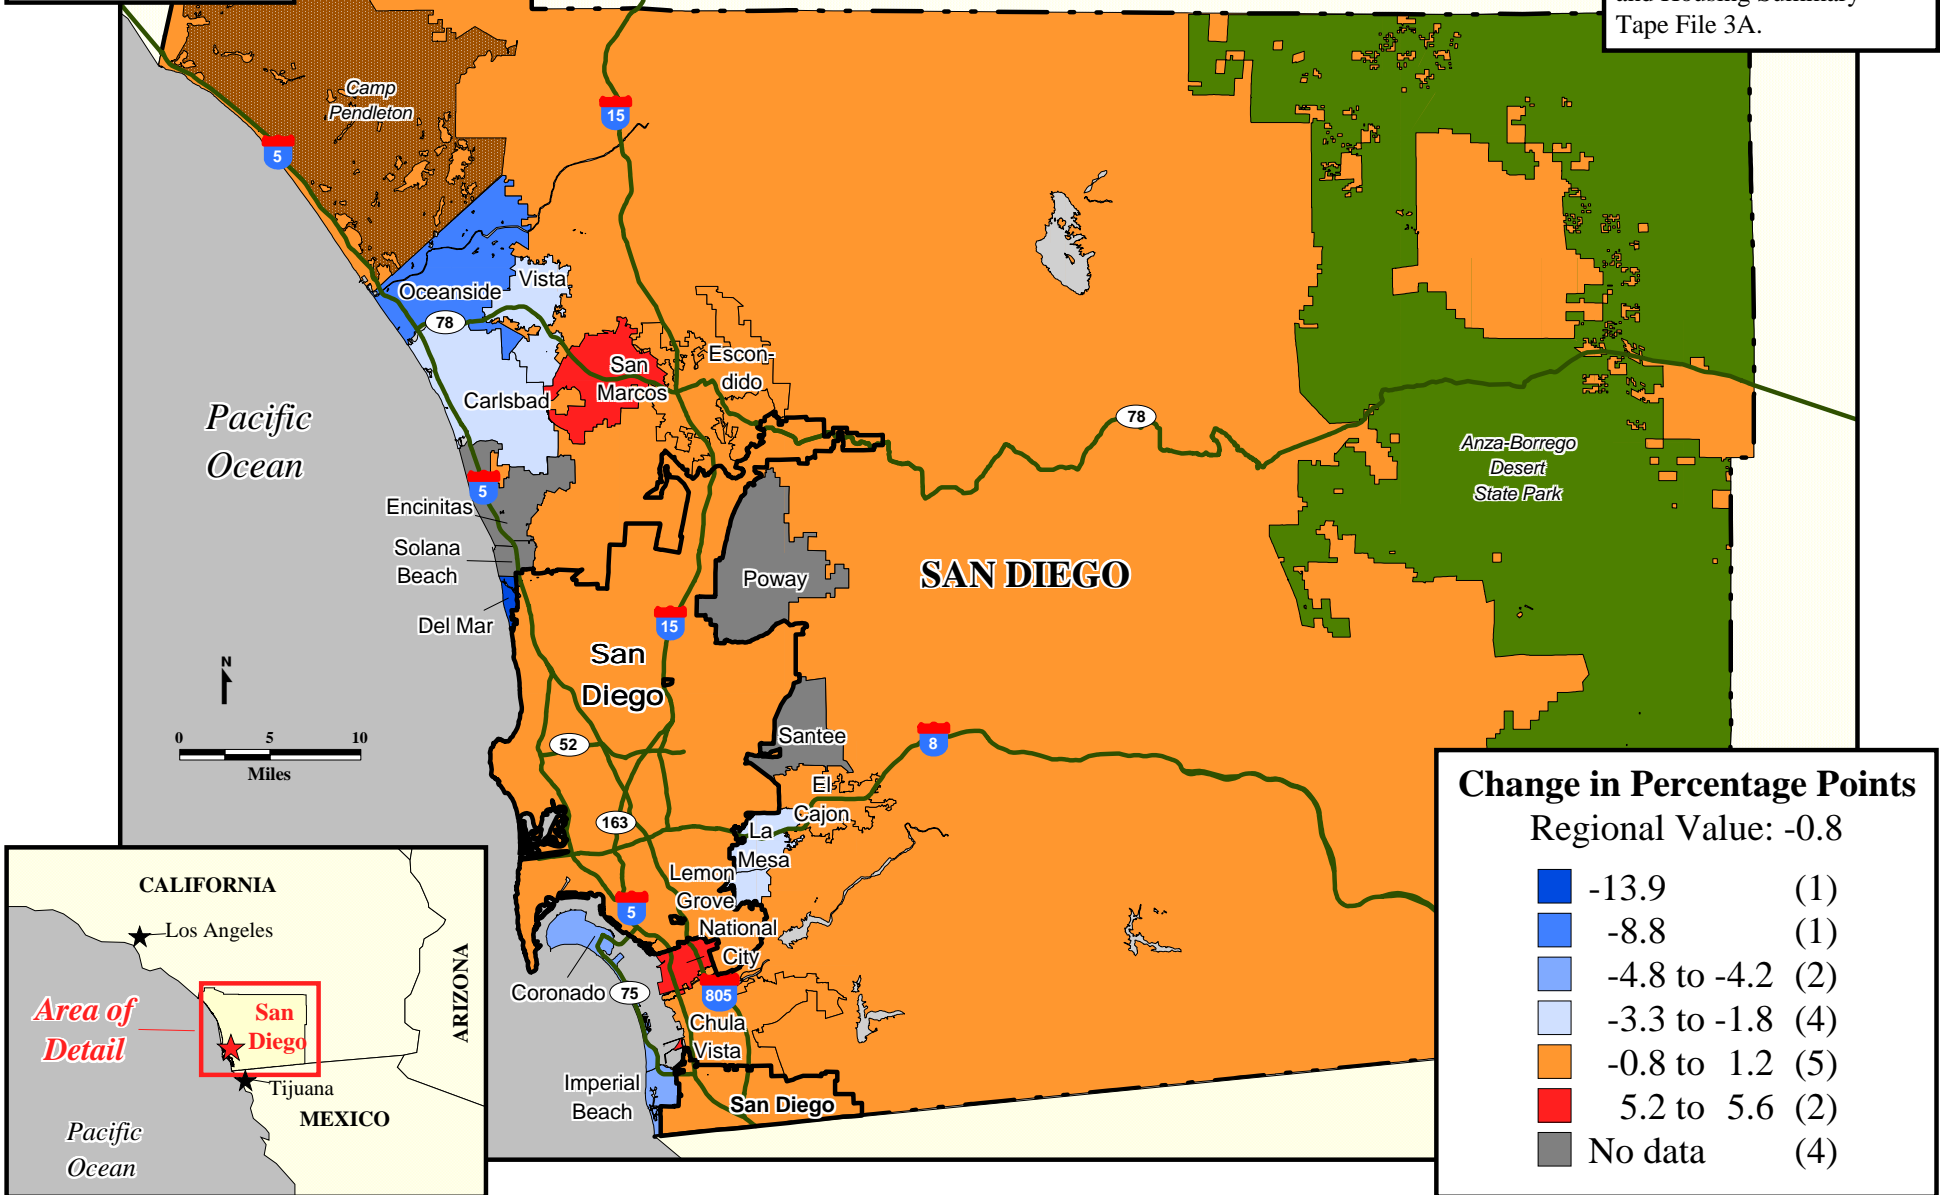 and Housing Summary
Tape File 3A.
Camp
Pendleton
15
5
Vista
Oceanside
78
San
Marcos
Escon-
dido
Carlsbad
78
Pacific
Ocean
Anza-Borrego
Desert
State Park
5
Encinitas
Solana
Beach
Poway
SAN DIEGO
Del Mar
15
San
Diego
N
0 5 10
Miles
52
Santee
8
El
Cajon
163
La
Mesa
Lemon
Grove
5
National
City
Coronado
75
805
Chula
Vista
Imperial
Beach
San Diego
CALIFORNIA
Los Angeles
ARIZONA
Area of
Detail
San
Diego
Tijuana
MEXICO
Pacific
Ocean
Change in Percentage Points
Regional Value: -0.8
-13.9 (1)
-8.8 (1)
-4.8 to -4.2 (2)
-3.3 to -1.8 (4)
-0.8 to 1.2 (5)
5.2 to 5.6 (2)
No data (4)